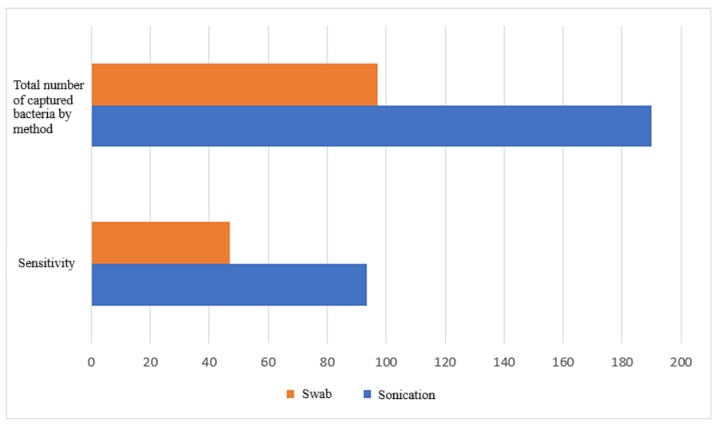 Total number
of captured
bacteria by
method
Sensitivity
0 20 40 60 80 100 120 140 160 180 200
Swab Sonication